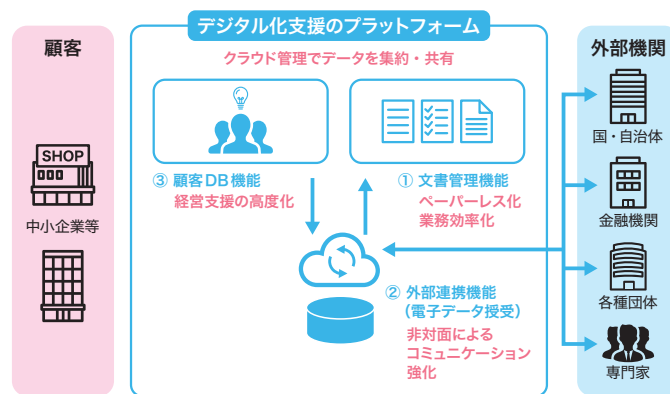 デジタル化支援のプラットフォーム
クラウド管理でデータを集約・共有
顧客
SHOP
中小企業等
③ 顧客DB機能
経営支援の高度化
① 文書管理機能
ペーパーレス化
業務効率化
② 外部連携機能
（電子データ授受）
非対面による
コミュニケーション
強化
外部機関
国・自治体
金融機関
各種団体
専門家